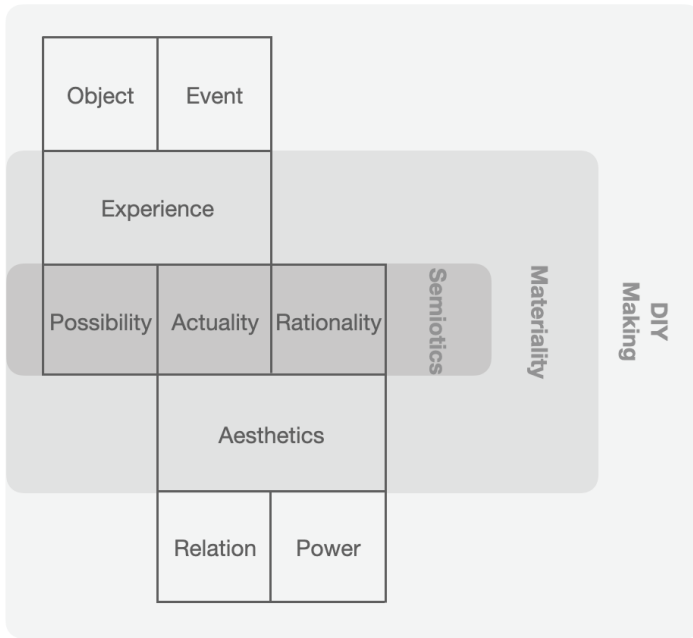 Object
Event
Experience
Possibility
Actuality
Rationality
Semiotics
Materiality
DIY
Making
Aesthetics
Relation
Power